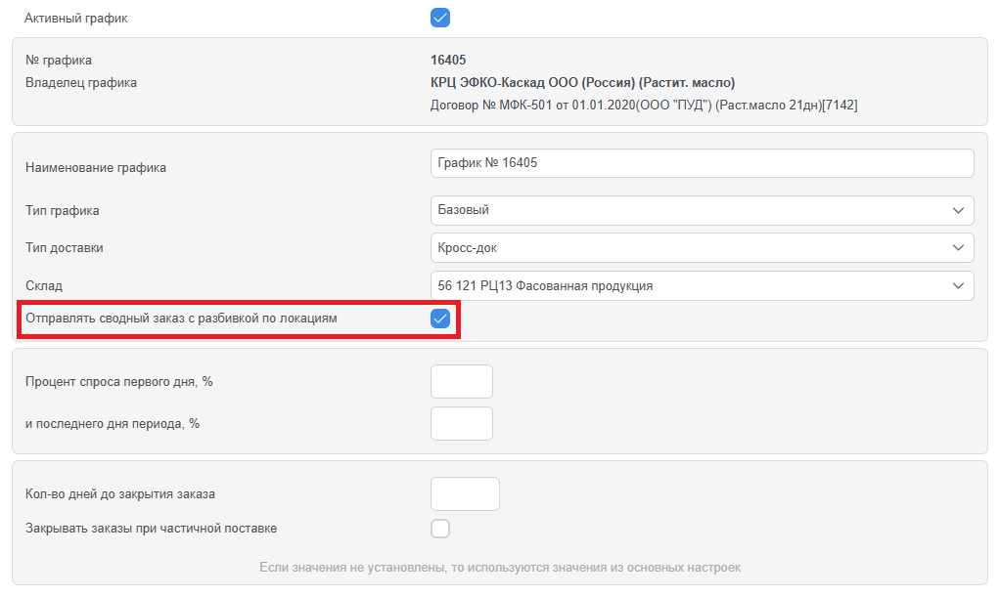 Активный график
№ графика 16405
Владелец графика КРЦ ЭФКО-Каскад ООО (Россия) (Растит. масло)
Договор № МФК-501 от 01.01.2020(ООО "ПУД") (Раст.масло 21дн)[7142]
Наименование графика График № 16405
Тип графика Базовый
Тип доставки Кросс-док
Склад 56 121 РЦ13 Фасованная продукция
Отправлять сводный заказ с разбивкой по локациям
Процент спроса первого дня, %
и последнего дня периода, %
Кол-во дней до закрытия заказа
Закрывать заказы при частичной поставке
Если значения не установлены, то используются значения из основных настроек